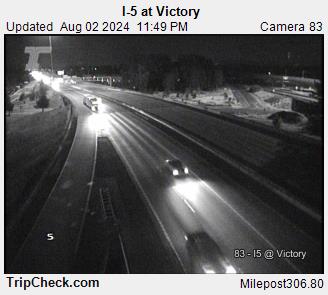 I-5 at Victory
Updated Aug 02 2024 11:49 PM Camera 83
S
83 - I5 @ Victory
TripCheck.com Milepost306.80